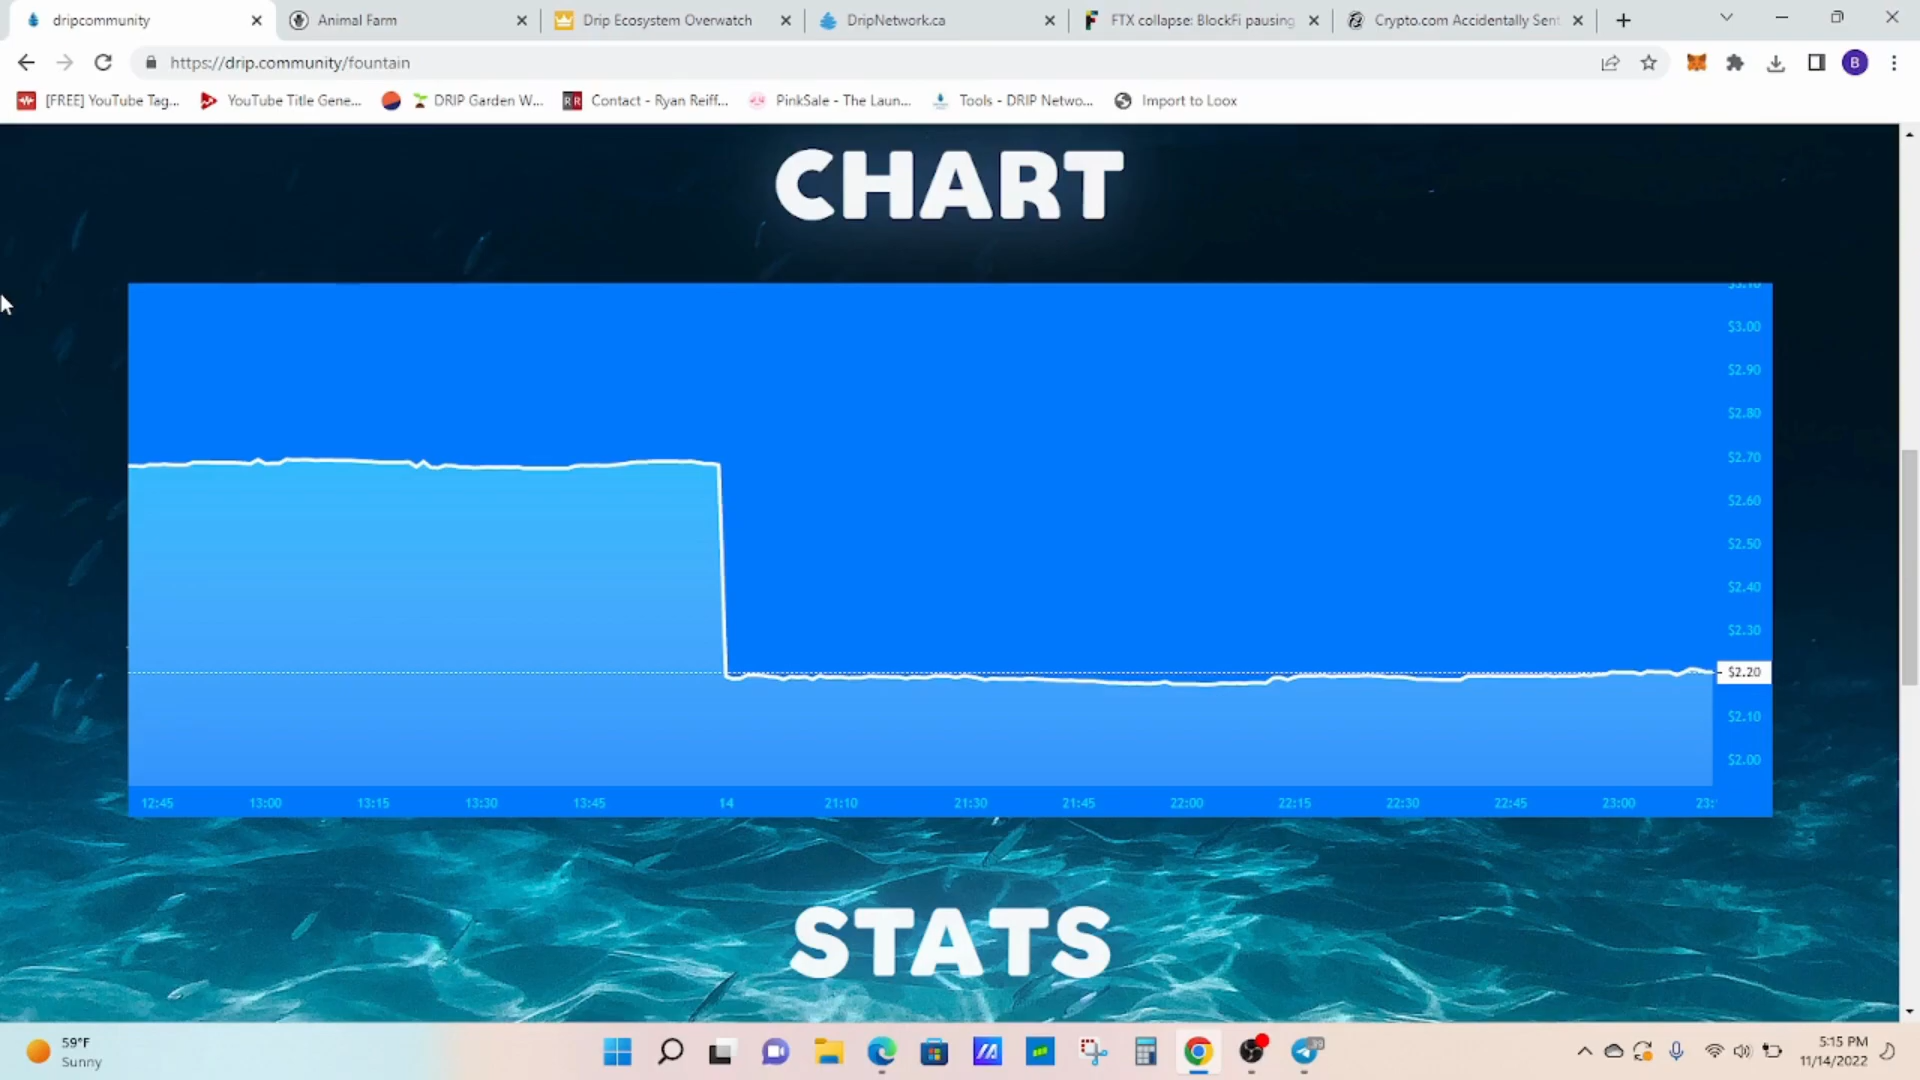 dripcommunity
Animal Farm
Drip Ecosystem Overwatch
DripNetwork.ca
FTX collapse: BlockFi pausing
Crypto.com Accidentally Sent
https://drip.community/fountain
B
[FREE] YouTube Tag...
YouTube Title Gene...
DRIP Garden W...
RR
Contact - Ryan Reiff...
PinkSale - The Laun...
Tools - DRIP Netwo...
Import to Loox
CHART
$3.10
$3.00
$2.90
$2.80
$2.70
$2.60
$2.50
$2.40
$2.30
$2.20
$2.10
$2.00
12:45 13:00 13:15 13:30 13:45 14 21:10 21:30 21:45 22:00 22:15 22:30 22:45 23:00 23:
STATS
59°F
Sunny
39
5:15 PM
11/14/2022